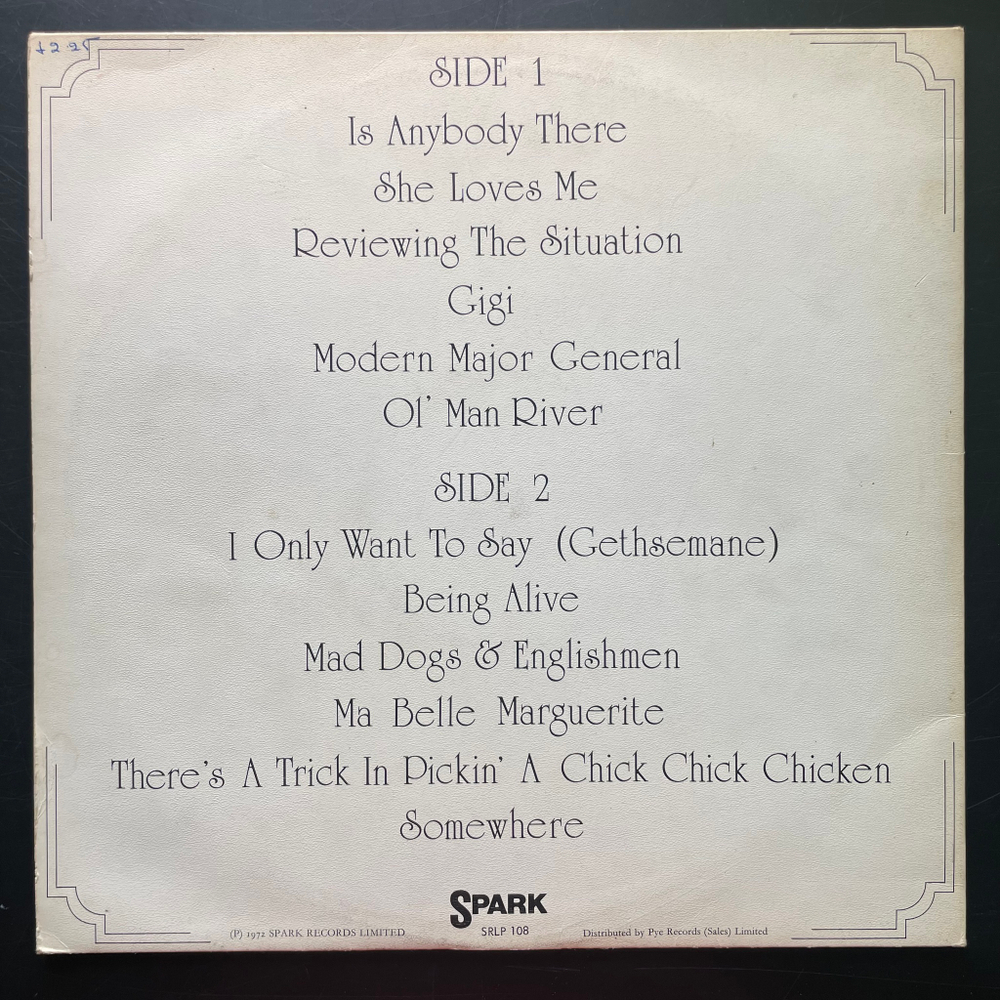 £2.25
SIDE 1
Is Anybody There
She Loves Me
Reviewing The Situation
Gigi
Modern Major General
Ol' Man River
SIDE 2
I Only Want To Say (Gethsemane)
Being Alive
Mad Dogs & Englishmen
Ma Belle Marguerite
There's A Trick In Pickin' A Chick Chick Chicken
Somewhere
SPARK
(P) 1972 SPARK RECORDS LIMITED SRLP 108 Distributed by Pye Records (Sales) Limited